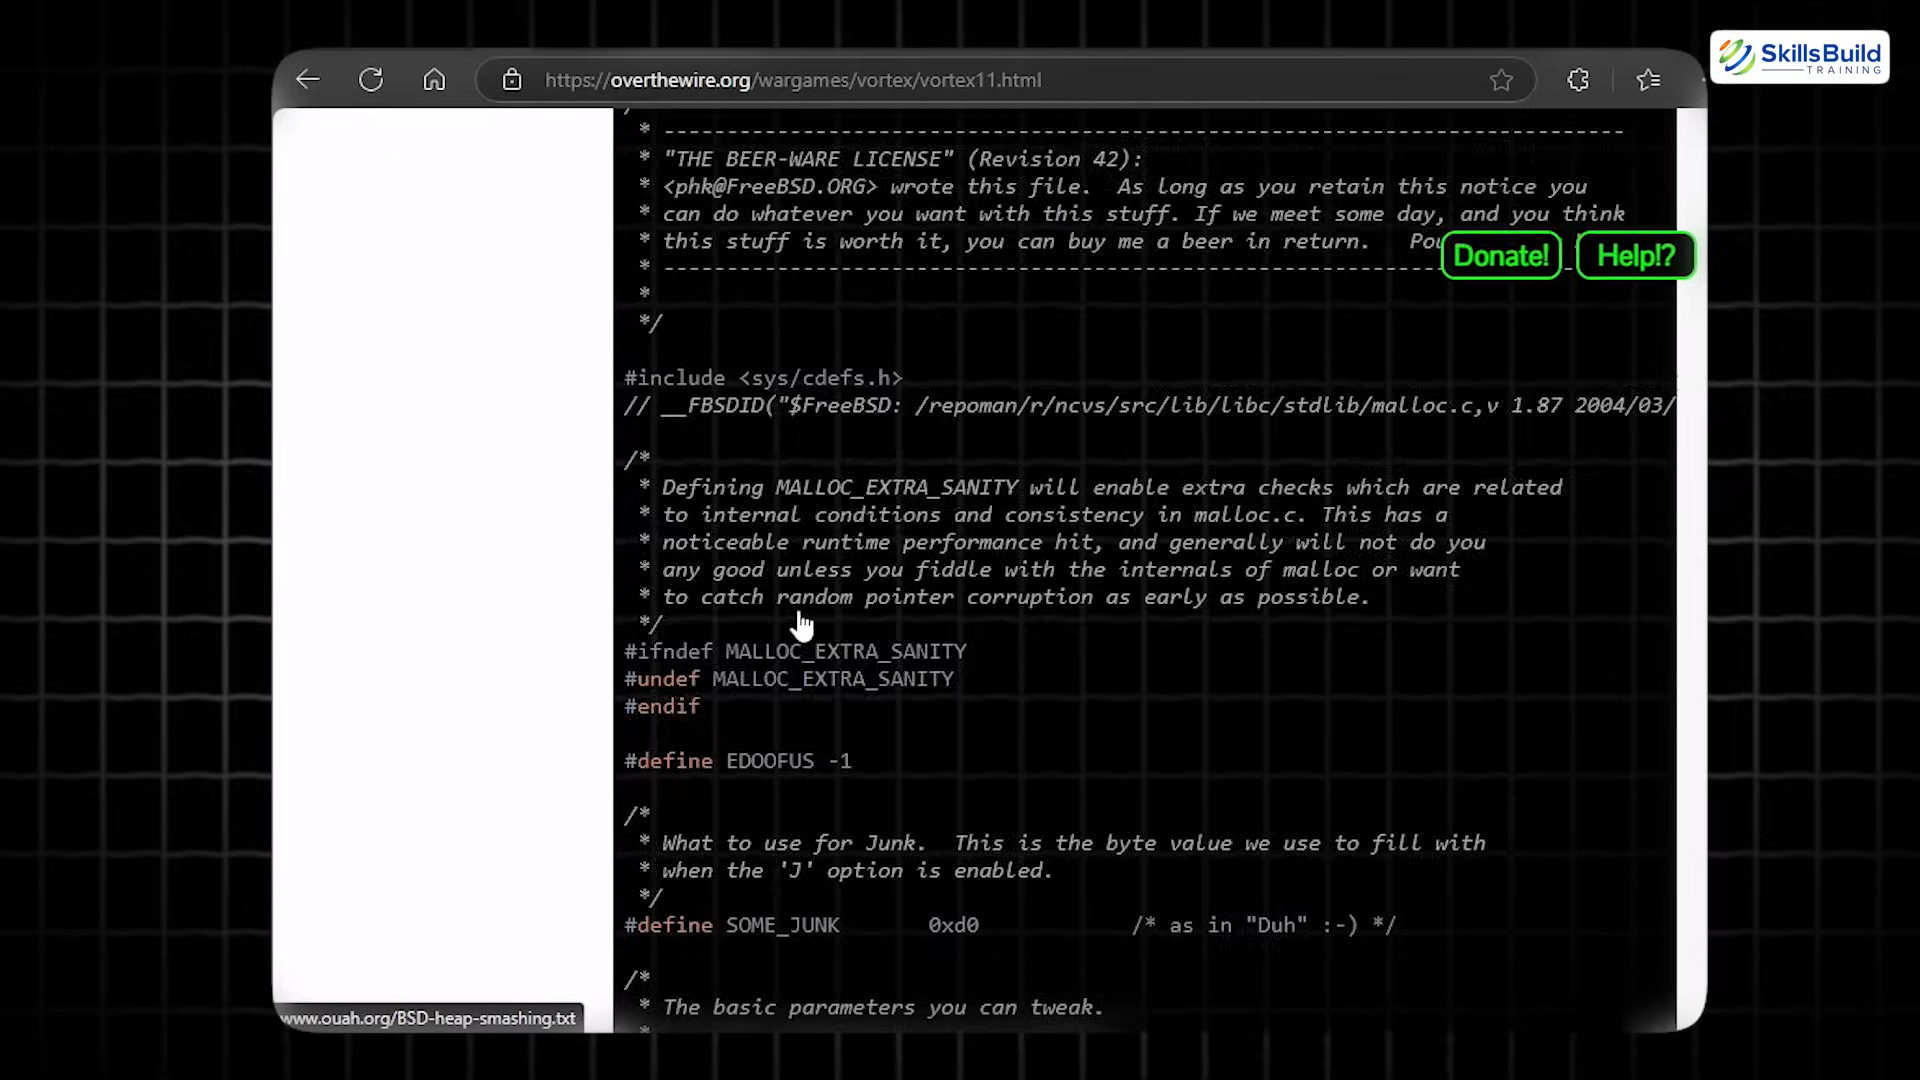 SkillsBuild
TRAINING
https://overthewire.org/wargames/vortex/vortex11.html
/
* ----------------------------------------------------------------------------
* "THE BEER-WARE LICENSE" (Revision 42):
* <phk@FreeBSD.ORG> wrote this file.  As long as you retain this notice you
* can do whatever you want with this stuff. If we meet some day, and you think
* this stuff is worth it, you can buy me a beer in return.
Donate!
Help!?
* ----------------------------------------------------------------------------
*
*/
#include <sys/cdefs.h>
// __FBSDID("$FreeBSD: /repoman/r/ncvs/src/lib/libc/stdlib/malloc.c,v 1.87 2004/03/
/*
* Defining MALLOC_EXTRA_SANITY will enable extra checks which are related
* to internal conditions and consistency in malloc.c. This has a
* noticeable runtime performance hit, and generally will not do you
* any good unless you fiddle with the internals of malloc or want
* to catch random pointer corruption as early as possible.
*/
#ifndef MALLOC_EXTRA_SANITY
#undef MALLOC_EXTRA_SANITY
#endif
#define EDOOFUS -1
/*
* What to use for Junk.  This is the byte value we use to fill with
* when the 'J' option is enabled.
*/
#define SOME_JUNK       0xd0            /* as in "Duh" :-) */
/*
* The basic parameters you can tweak.
*
www.ouah.org/BSD-heap-smashing.txt